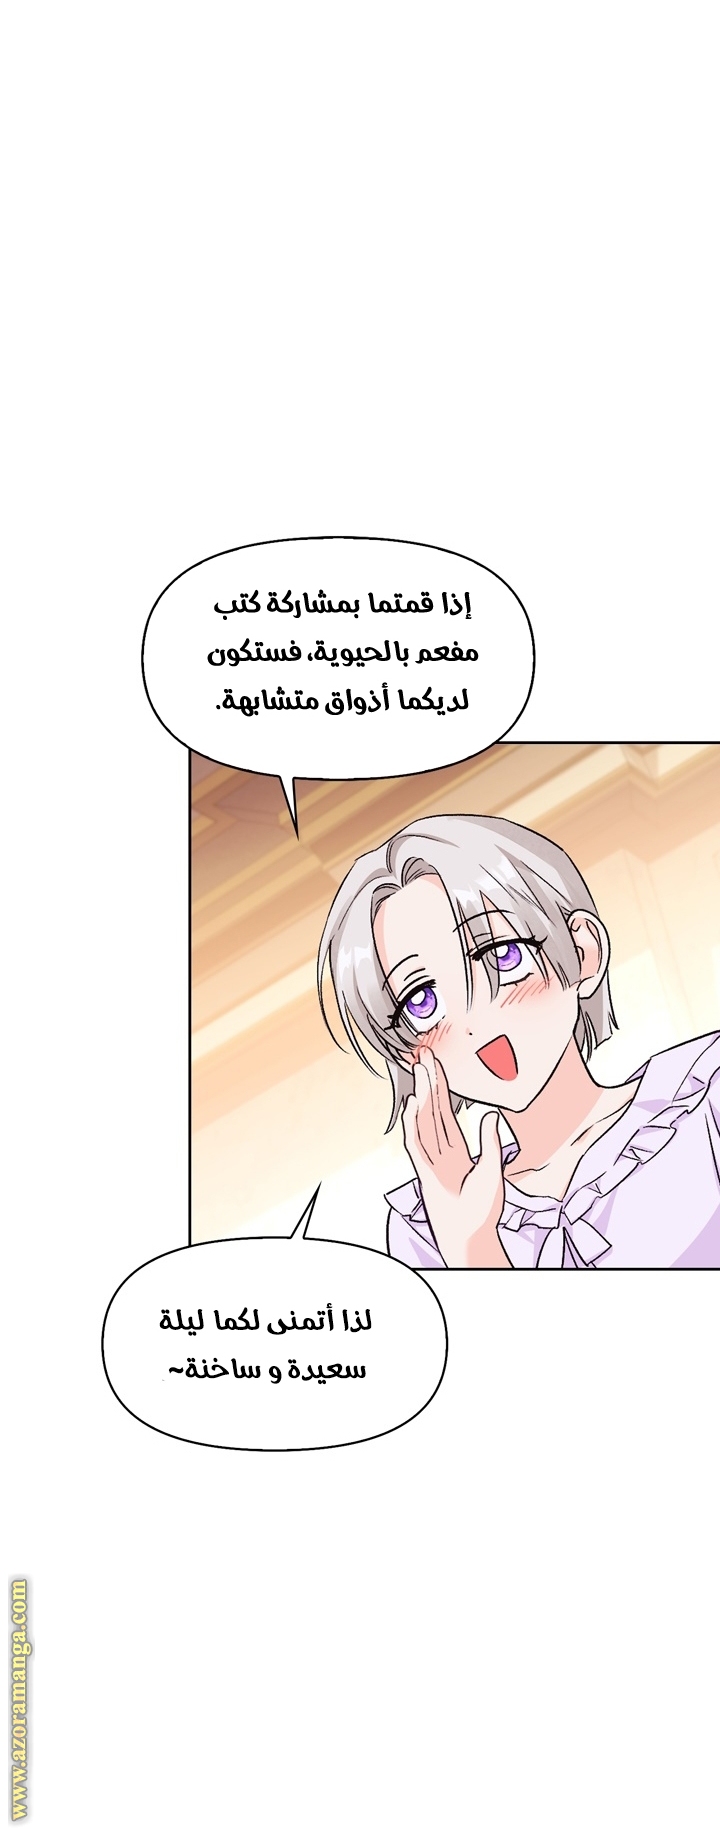 إذا قمتما بمشاركة كتب
مفعم بالحيوية، فستكون
لديكما أذواق متشابهة.
لذا أتمنى لكما ليلة
سعيدة و ساخنة~
www.azoramanga.com